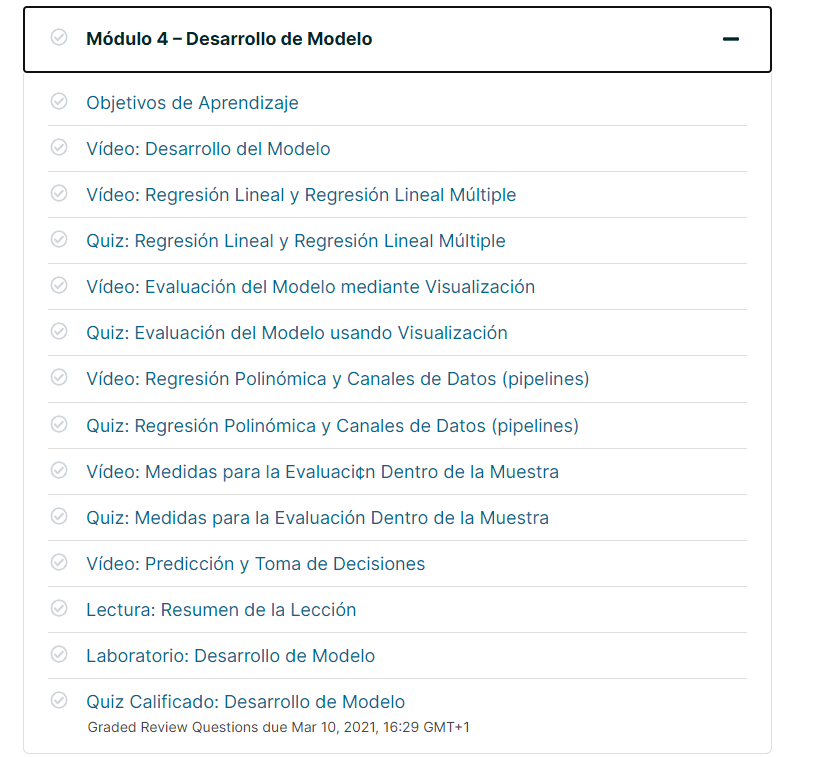 Módulo 4 – Desarrollo de Modelo
Objetivos de Aprendizaje
Vídeo: Desarrollo del Modelo
Vídeo: Regresión Lineal y Regresión Lineal Múltiple
Quiz: Regresión Lineal y Regresión Lineal Múltiple
Vídeo: Evaluación del Modelo mediante Visualización
Quiz: Evaluación del Modelo usando Visualización
Vídeo: Regresión Polinómica y Canales de Datos (pipelines)
Quiz: Regresión Polinómica y Canales de Datos (pipelines)
Vídeo: Medidas para la Evaluaci¢n Dentro de la Muestra
Quiz: Medidas para la Evaluación Dentro de la Muestra
Vídeo: Predicción y Toma de Decisiones
Lectura: Resumen de la Lección
Laboratorio: Desarrollo de Modelo
Quiz Calificado: Desarrollo de Modelo
Graded Review Questions due Mar 10, 2021, 16:29 GMT+1